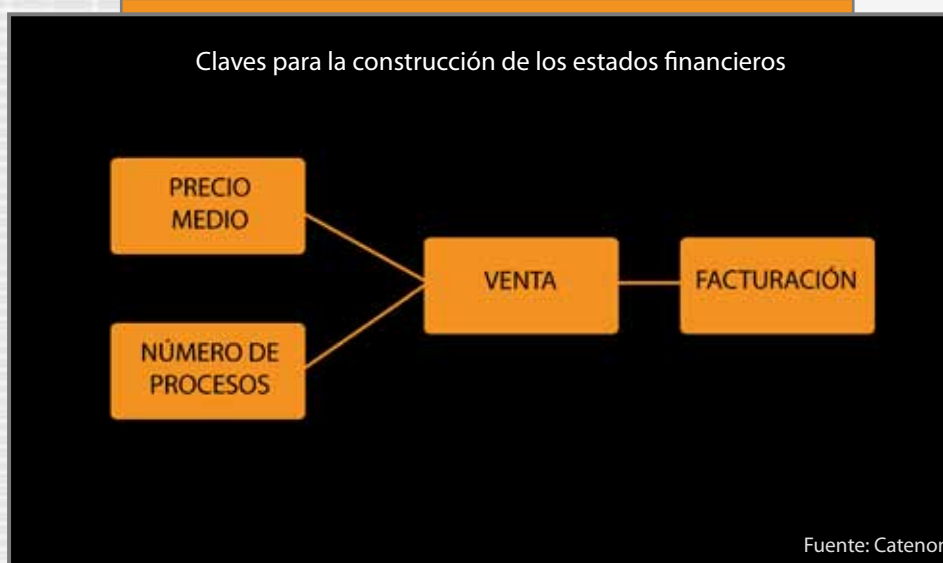 Claves para la construcción de los estados financieros
PRECIO
MEDIO
NÚMERO DE
PROCESOS
VENTA
FACTURACIÓN
Fuente: Catenon